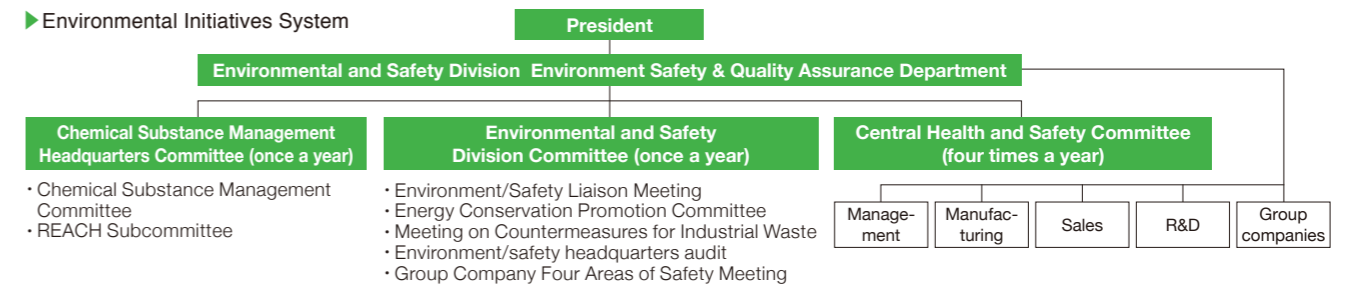 ▶Environmental Initiatives System
President
Environmental and Safety Division Environment Safety & Quality Assurance Department
Chemical Substance Management
Headquarters Committee (once a year)
・Chemical Substance Management
Committee
・REACH Subcommittee
Environmental and Safety
Division Committee (once a year)
・Environment/Safety Liaison Meeting
・Energy Conservation Promotion Committee
・Meeting on Countermeasures for Industrial Waste
・Environment/safety headquarters audit
・Group Company Four Areas of Safety Meeting
Central Health and Safety Committee
(four times a year)
Manage-
ment
Manufac-
turing
Sales
R&D
Group
companies